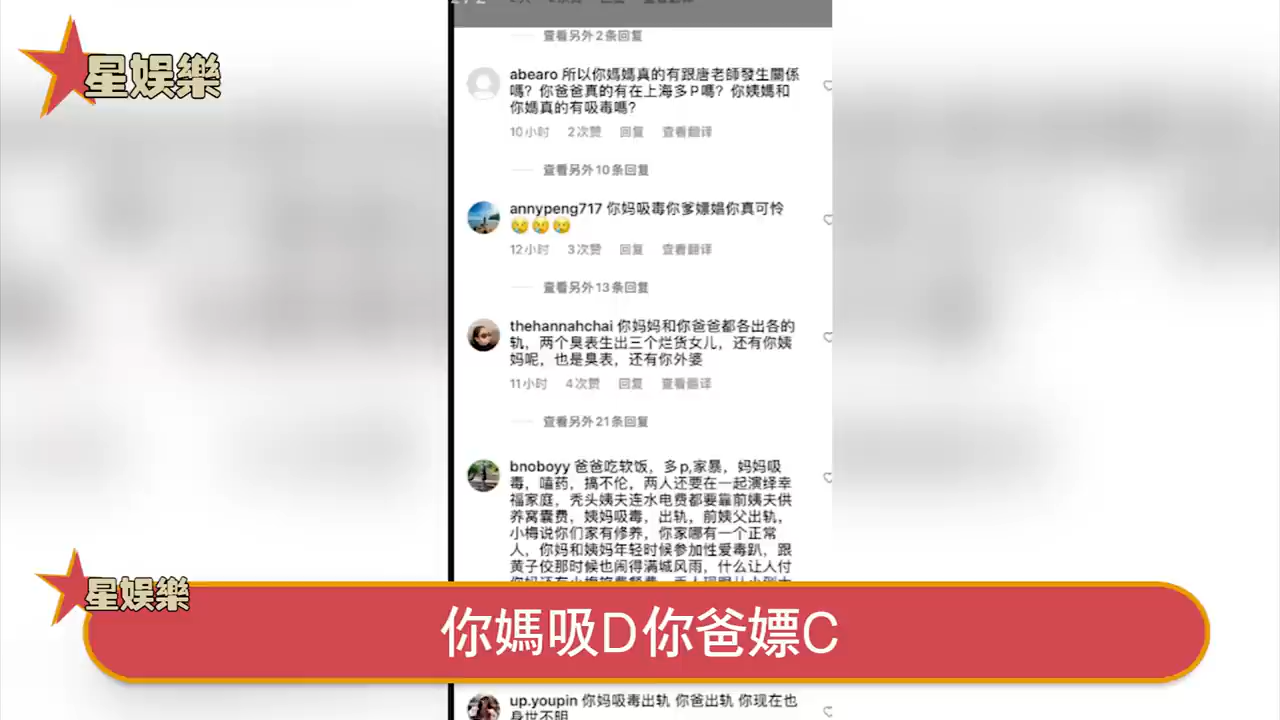 星娱樂
查看另外2条回复
abearo 所以你媽媽真的有跟唐老師發生關係
嗎？你爸爸真的有在上海多P嗎？你姨媽和
你媽真的有吸毒嗎？
10小时 2次赞 回复 查看翻译
查看另外10条回复
annypeng717 你妈吸毒你爹嫖娼你真可怜
😢😢😢
12小时 3次赞 回复 查看翻译
查看另外13条回复
thehannahchai 你妈妈和你爸爸都各出各的
轨，两个臭表生出三个烂货女儿，还有你姨
妈呢，也是臭表，还有你外婆
11小时 4次赞 回复 查看翻译
查看另外21条回复
bnoboyy 爸爸吃软饭，多p,家暴，妈妈吸
毒，嗑药，搞不伦，两人还要在一起演绎幸
福家庭，秃头姨夫连水电费都要靠前姨夫供
养窝囊费，姨妈吸毒，出轨，前姨父出轨，
小梅说你们家有修养，你家哪有一个正常
人，你妈和姨妈年轻时候参加性爱毒趴，跟
黄子佼那时候也闹得满城风雨，什么让人付
星娱樂
你媽吸D你爸嫖C
up.youpin 你妈吸毒出轨 你爸出轨 你现在也
身世不明